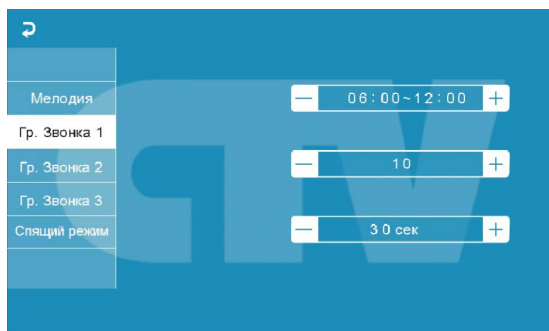 Мелодия
Гр. Звонка 1
Гр. Звонка 2
Гр. Звонка 3
Спящий режим
— 06:00~12:00 +
— 10 +
— 30 сек +
CTV